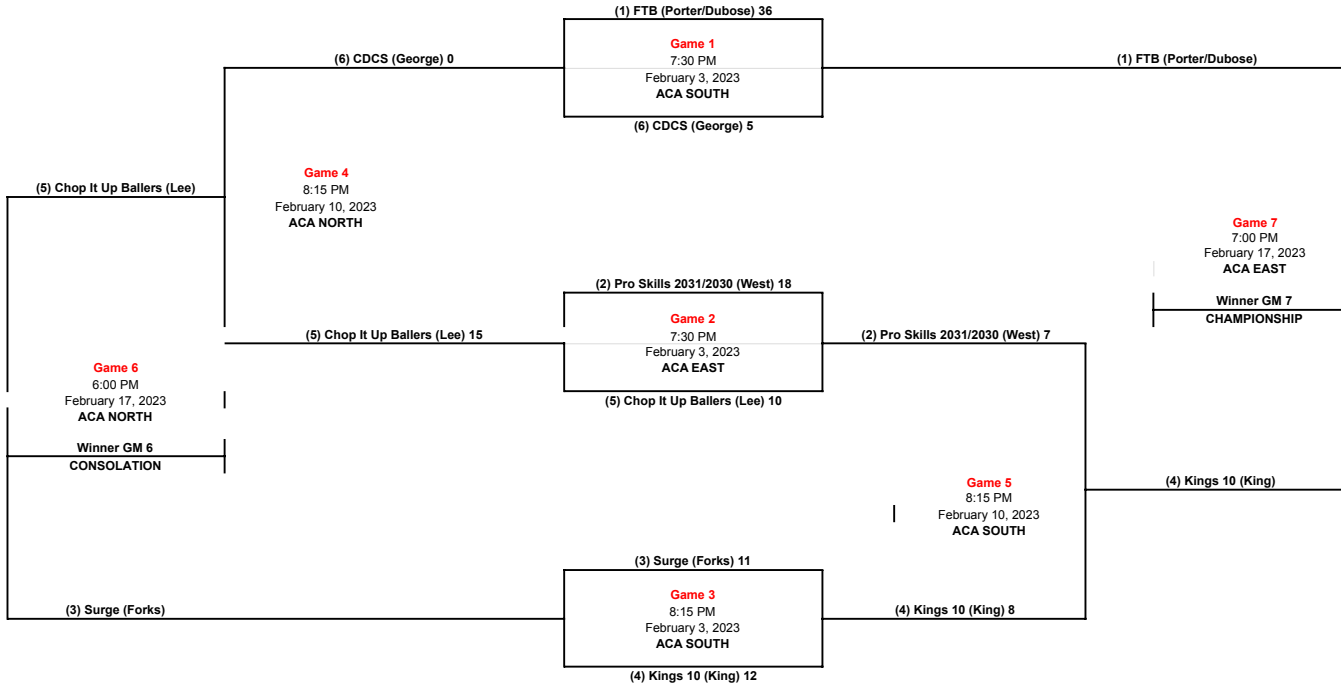 (1) FTB (Porter/Dubose) 36
Game 1
7:30 PM
February 3, 2023
ACA SOUTH
(6) CDCS (George) 5
(6) CDCS (George) 0
(1) FTB (Porter/Dubose)
Game 4
8:15 PM
February 10, 2023
ACA NORTH
(5) Chop It Up Ballers (Lee)
Game 7
7:00 PM
February 17, 2023
ACA EAST
Winner GM 7
CHAMPIONSHIP
(2) Pro Skills 2031/2030 (West) 18
Game 2
7:30 PM
February 3, 2023
ACA EAST
(5) Chop It Up Ballers (Lee) 10
(5) Chop It Up Ballers (Lee) 15
(2) Pro Skills 2031/2030 (West) 7
Game 6
6:00 PM
February 17, 2023
ACA NORTH
Winner GM 6
CONSOLATION
Game 5
8:15 PM
February 10, 2023
ACA SOUTH
(4) Kings 10 (King)
(3) Surge (Forks) 11
Game 3
8:15 PM
February 3, 2023
ACA SOUTH
(4) Kings 10 (King) 12
(3) Surge (Forks)
(4) Kings 10 (King) 8